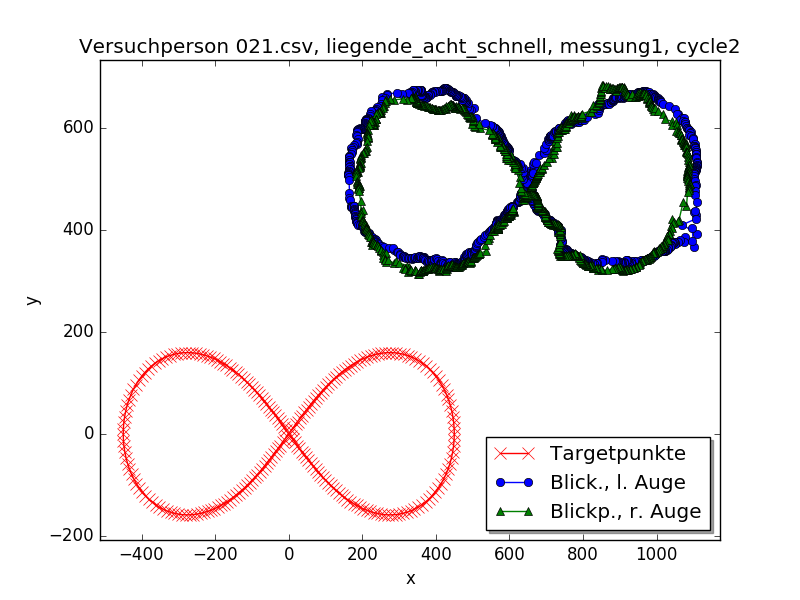 Versuchperson 021.csv, liegende_acht_schnell, messung1, cycle2
y
600
400
200
0
−200
−400
−200
0
200
400
600
800
1000
x
Targetpunkte
Blick., l. Auge
Blickp., r. Auge